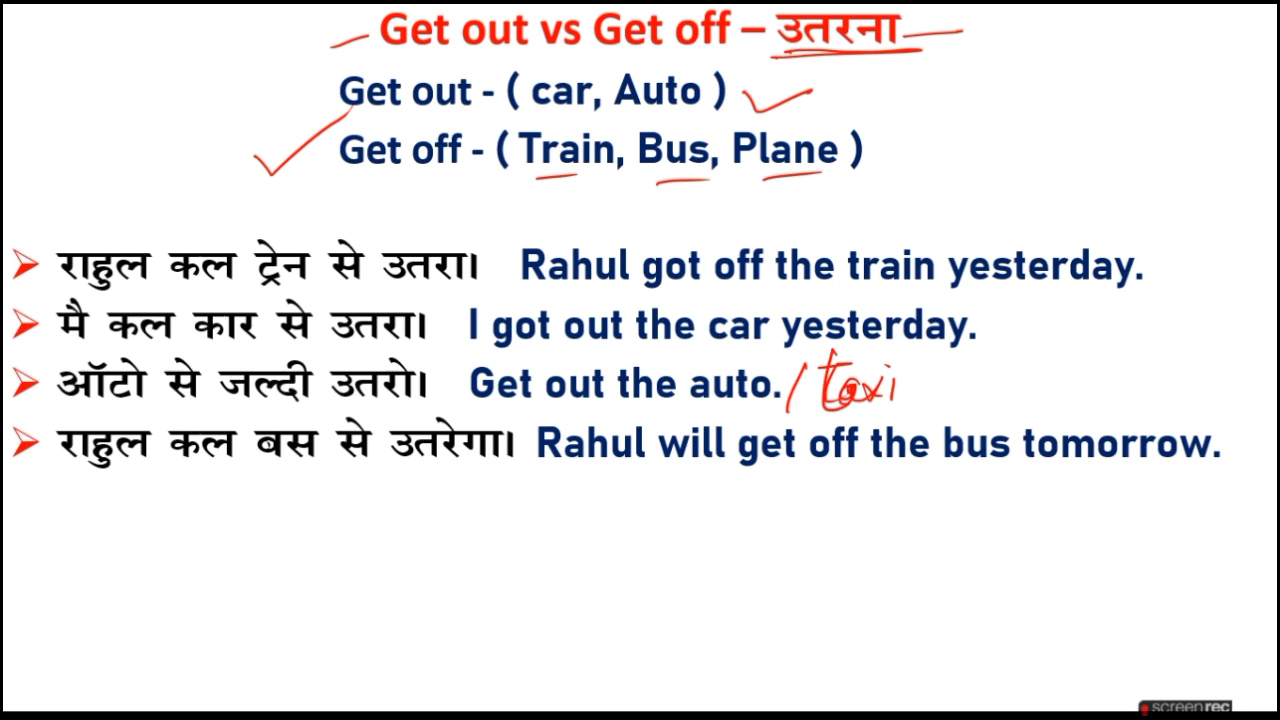 Get out vs Get off – उतरना
Get out - ( car, Auto )
Get off - ( Train, Bus, Plane )
➤ राहुल कल ट्रेन से उतरा। Rahul got off the train yesterday.
➤ मै कल कार से उतरा। I got out the car yesterday.
➤ ऑटो से जल्दी उतरो। Get out the auto. / taxi
➤ राहुल कल बस से उतरेगा। Rahul will get off the bus tomorrow.
screenrec